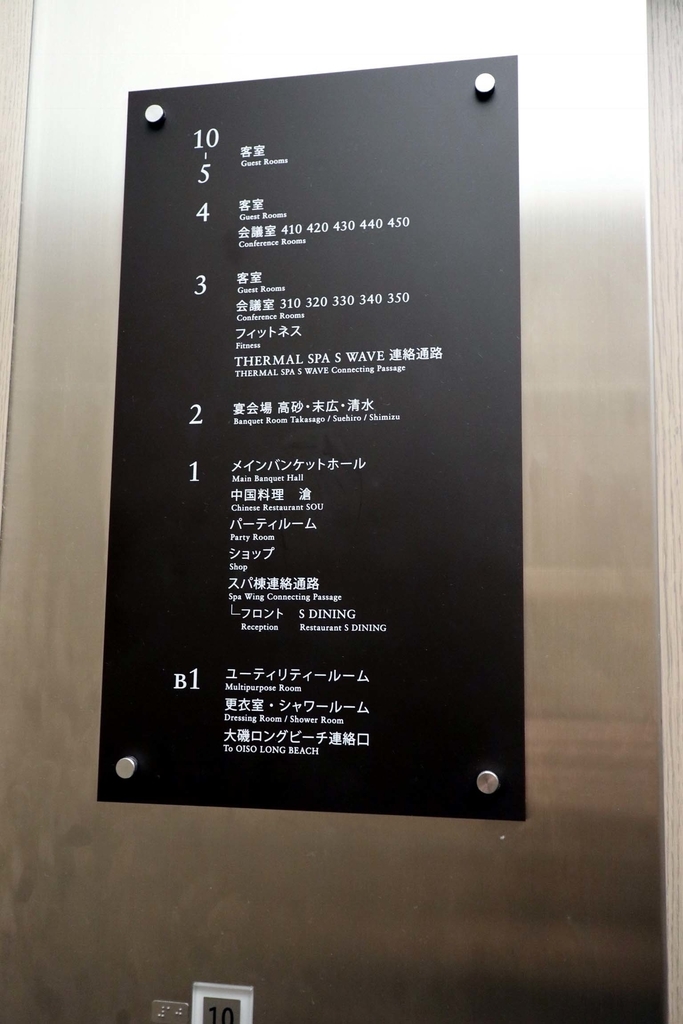 10
-
5
客室
Guest Rooms
4
客室
Guest Rooms
会議室 410 420 430 440 450
Conference Rooms
3
客室
Guest Rooms
会議室 310 320 330 340 350
Conference Rooms
フィットネス
Fitness
THERMAL SPA S WAVE 連絡通路
THERMAL SPA S WAVE Connecting Passage
2
宴会場 高砂・末広・清水
Banquet Room Takasago / Suehiro / Shimizu
1
メインバンケットホール
Main Banquet Hall
中国料理 滄
Chinese Restaurant SOU
パーティルーム
Party Room
ショップ
Shop
スパ棟連絡通路
Spa Wing Connecting Passage
フロント S DINING
Reception Restaurant S DINING
B1
ユーティリティールーム
Multipurpose Room
更衣室・シャワールーム
Dressing Room / Shower Room
大磯ロングビーチ連絡口
To OISO LONG BEACH
10